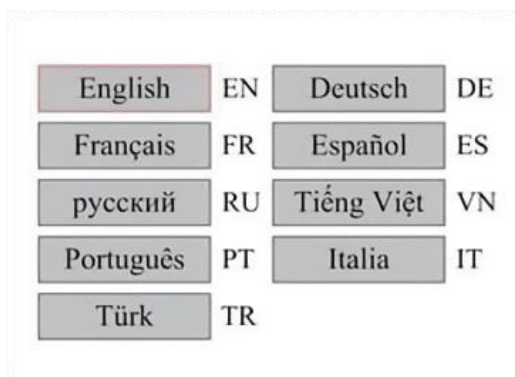 English EN Deutsch DE
Français FR Español ES
русский RU Tiếng Việt VN
Português PT Italia IT
Türk TR